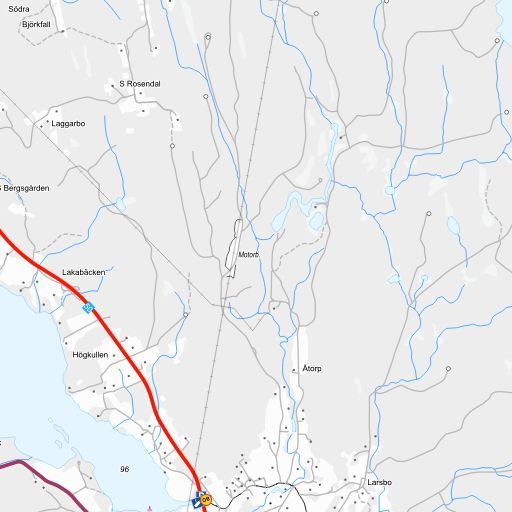 Södra
Björkfall
S Rosendal
Laggarbo
S Bergsgården
Motorb.
Lakabäcken
Högkullen
Åtorp
96
Larsbo